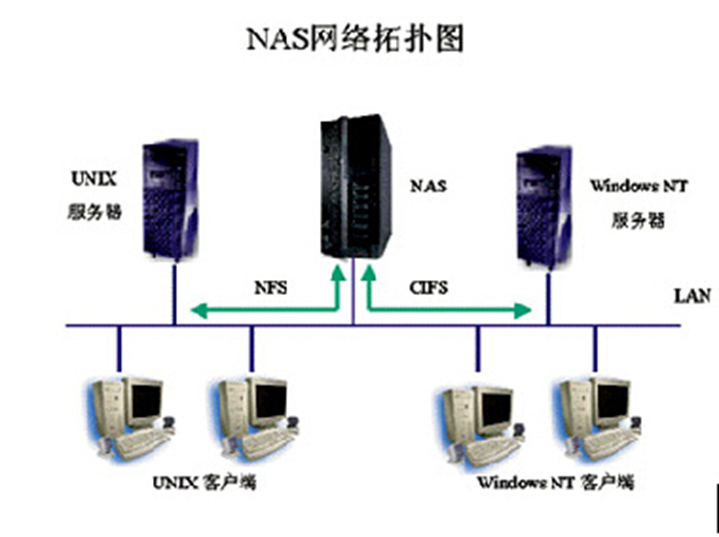 NAS网络拓扑图
UNIX
服务器
NAS
Windows NT
服务器
NFS
CIFS
LAN
UNIX 客户端
Windows NT 客户端